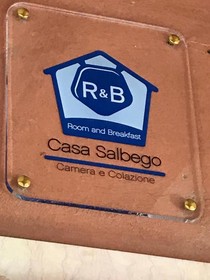 R&B
Room and Breakfast
Casa Salbego
Camera e Colazione